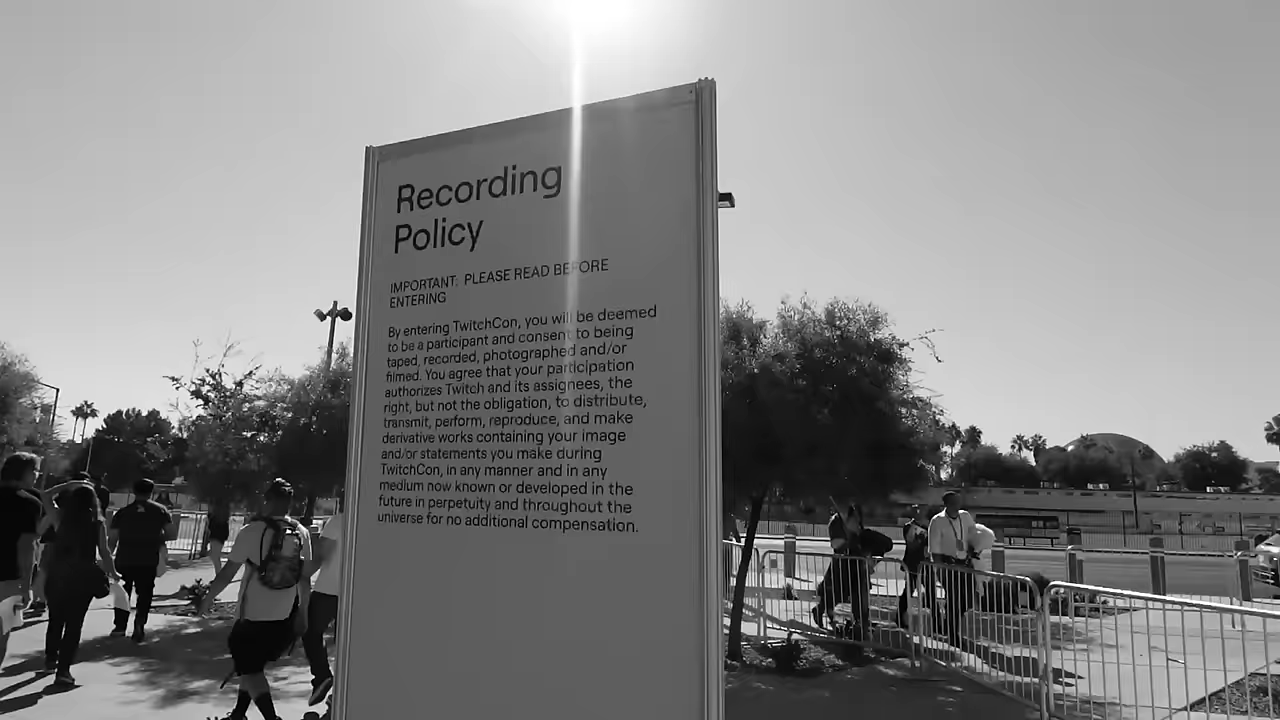 Recording
Policy
IMPORTANT: PLEASE READ BEFORE
ENTERING
By entering TwitchCon, you will be deemed
to be a participant and consent to being
taped, recorded, photographed and/or
filmed. You agree that your participation
authorizes Twitch and its assignees, the
right, but not the obligation, to distribute,
transmit, perform, reproduce, and make
derivative works containing your image
and/or statements you make during
TwitchCon, in any manner and in any
medium now known or developed in the
future in perpetuity and throughout the
universe for no additional compensation.